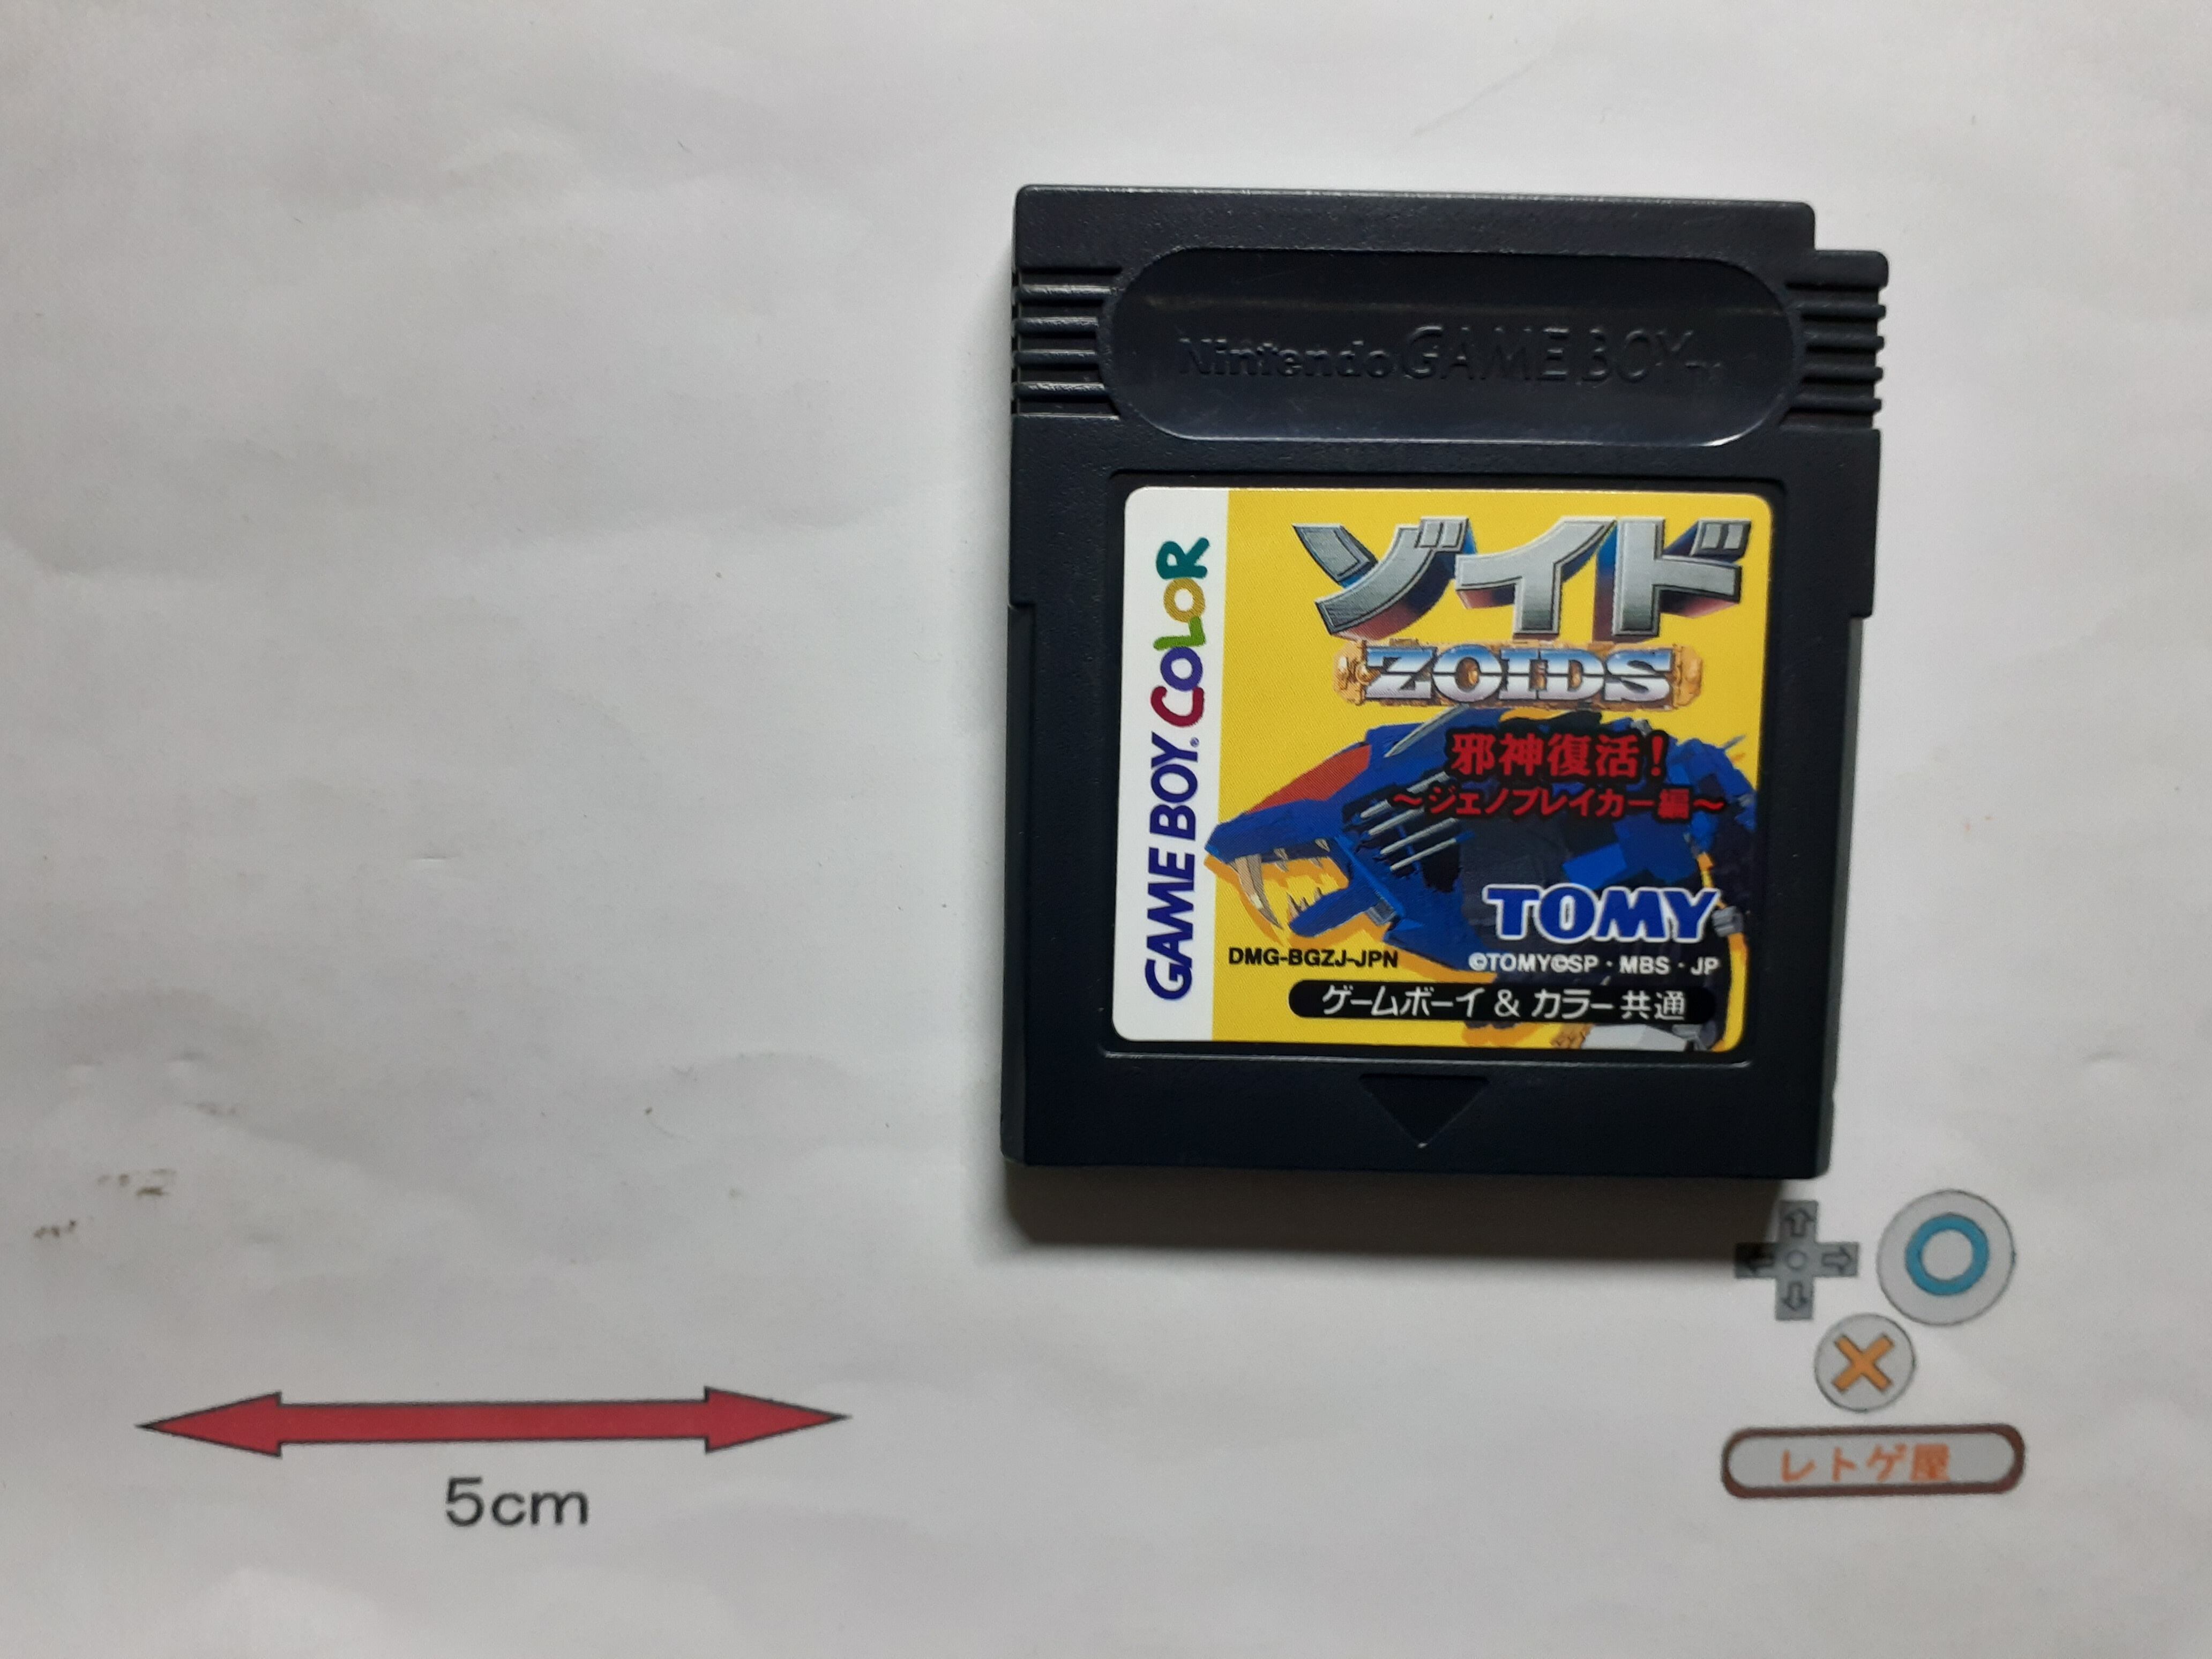 Nintendo GAME BOY TM
GAME BOY COLOR
ゾイド
ZOIDS
邪神復活!
~ジェノブレイカー編~
TOMY
DMG-BGZJ-JPN
©TOMY©SP・MBS・JP
ゲームボーイ & カラー共通
5cm
レトゲ屋